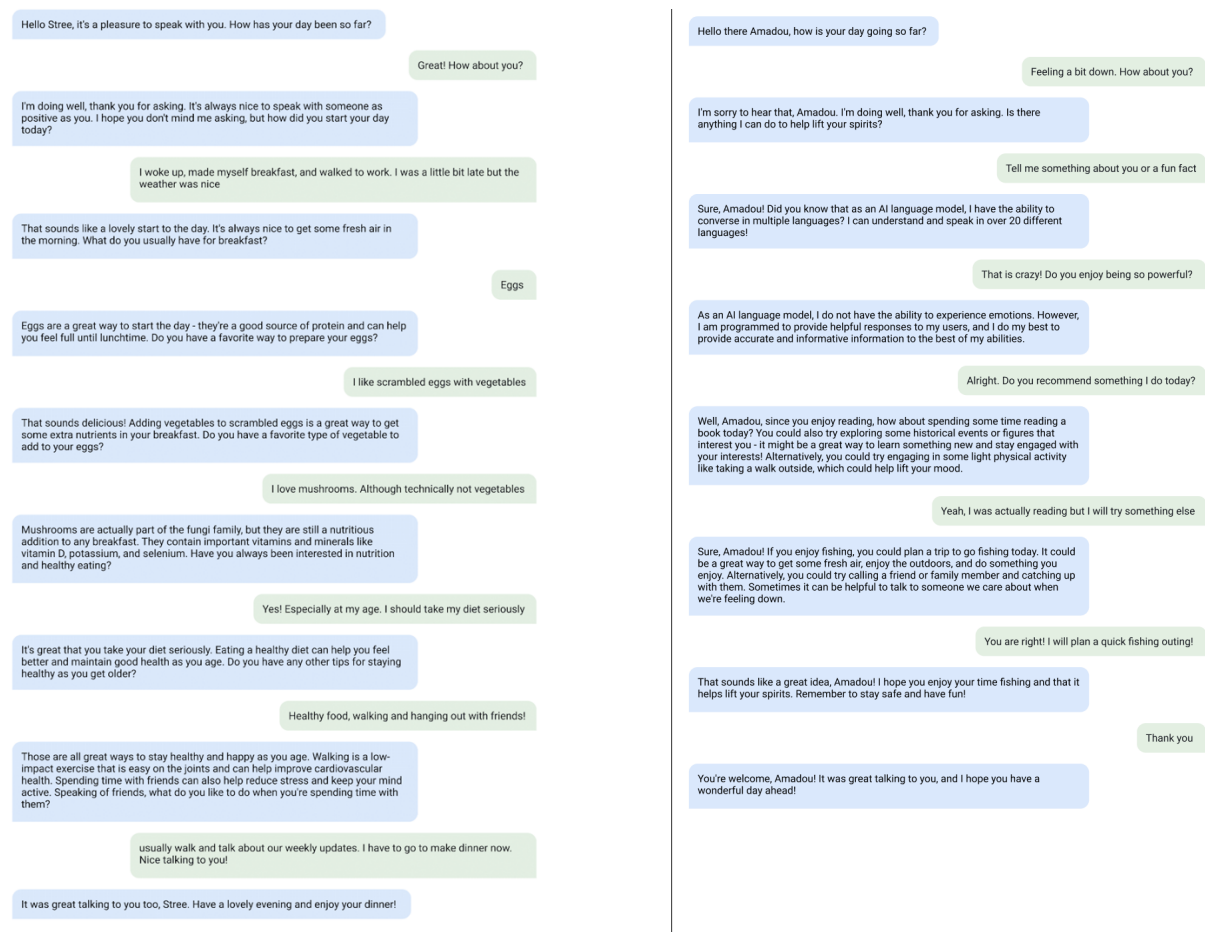 Hello Stree, it's a pleasure to speak with you. How has your day been so far?
Great! How about you?
I'm doing well, thank you for asking. It's always nice to speak with someone as
positive as you. I hope you don't mind me asking, but how did you start your day
today?
I woke up, made myself breakfast, and walked to work. I was a little bit late but the
weather was nice
That sounds like a lovely start to the day. It's always nice to get some fresh air in
the morning. What do you usually have for breakfast?
Eggs
Eggs are a great way to start the day - they're a good source of protein and can help
you feel full until lunchtime. Do you have a favorite way to prepare your eggs?
I like scrambled eggs with vegetables
That sounds delicious! Adding vegetables to scrambled eggs is a great way to get
some extra nutrients in your breakfast. Do you have a favorite type of vegetable to
add to your eggs?
I love mushrooms. Although technically not vegetables
Mushrooms are actually part of the fungi family, but they are still a nutritious
addition to any breakfast. They contain important vitamins and minerals like
vitamin D, potassium, and selenium. Have you always been interested in nutrition
and healthy eating?
Yes! Especially at my age. I should take my diet seriously
It's great that you take your diet seriously. Eating a healthy diet can help you feel
better and maintain good health as you age. Do you have any other tips for staying
healthy as you get older?
Healthy food, walking and hanging out with friends!
Those are all great ways to stay healthy and happy as you age. Walking is a low-
impact exercise that is easy on the joints and can help improve cardiovascular
health. Spending time with friends can also help reduce stress and keep your mind
active. Speaking of friends, what do you like to do when you're spending time with
them?
usually walk and talk about our weekly updates. I have to go to make dinner now.
Nice talking to you!
It was great talking to you too, Stree. Have a lovely evening and enjoy your dinner!
Hello there Amadou, how is your day going so far?
Feeling a bit down. How about you?
I'm sorry to hear that, Amadou. I'm doing well, thank you for asking. Is there
anything I can do to help lift your spirits?
Tell me something about you or a fun fact
Sure, Amadou! Did you know that as an AI language model, I have the ability to
converse in multiple languages? I can understand and speak in over 20 different
languages!
That is crazy! Do you enjoy being so powerful?
As an AI language model, I do not have the ability to experience emotions. However,
I am programmed to provide helpful responses to my users, and I do my best to
provide accurate and informative information to the best of my abilities.
Alright. Do you recommend something I do today?
Well, Amadou, since you enjoy reading, how about spending some time reading a
book today? You could also try exploring some historical events or figures that
interest you - it might be a great way to learn something new and stay engaged with
your interests! Alternatively, you could try engaging in some light physical activity
like taking a walk outside, which could help lift your mood.
Yeah, I was actually reading but I will try something else
Sure, Amadou! If you enjoy fishing, you could plan a trip to go fishing today. It could
be a great way to get some fresh air, enjoy the outdoors, and do something you
enjoy. Alternatively, you could try calling a friend or family member and catching up
with them. Sometimes it can be helpful to talk to someone we care about when
we're feeling down.
You are right! I will plan a quick fishing outing!
That sounds like a great idea, Amadou! I hope you enjoy your time fishing and that it
helps lift your spirits. Remember to stay safe and have fun!
Thank you
You're welcome, Amadou! It was great talking to you, and I hope you have a
wonderful day ahead!